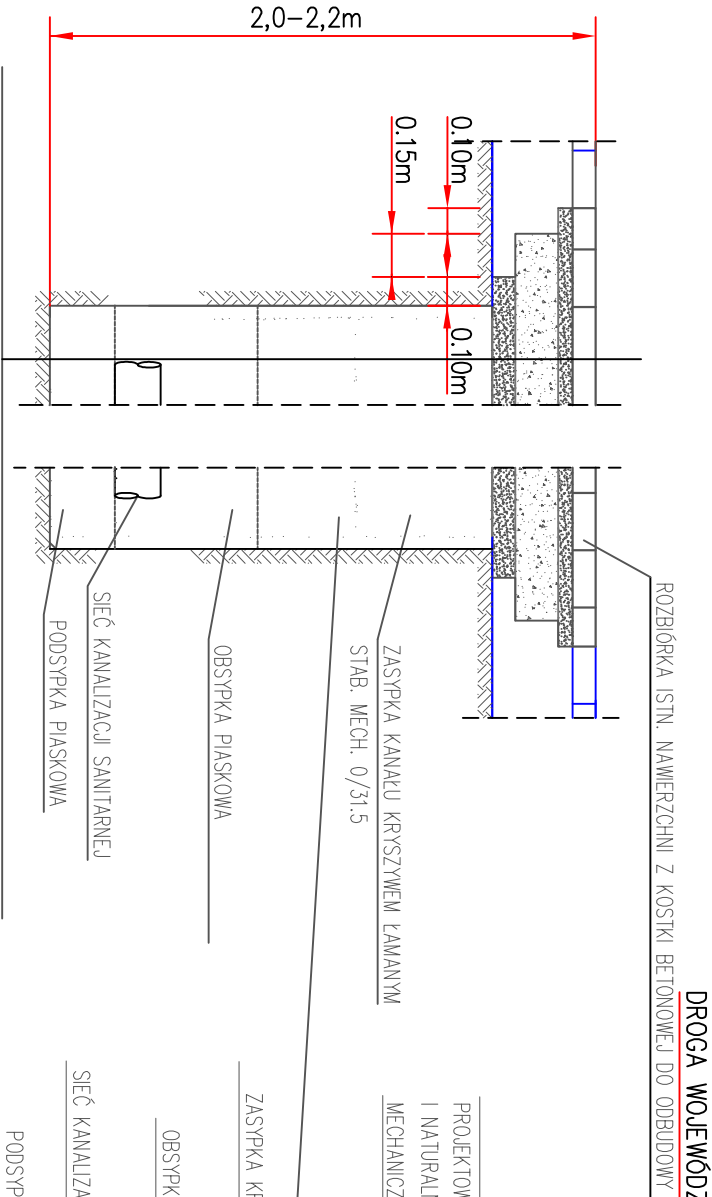 2,0-2,2m
0.10m
0.15m
0.10m
DROGA WOJEWÓDZ
ROZBIÓRKA ISTN. NAWIERZCHNI Z KOSTKI BETONOWEJ DO ODBUDOWY
ZASYPKA KANAŁU KRYSZYWEM ŁAMANYM
STAB. MECH. 0/31.5
OBSYPKA PIASKOWA
SIEĆ KANALIZACJI SANITARNEJ
PODSYPKA PIASKOWA
PROJEKTOW
I NATURAL
MECHANICZ
ZASYPKA KR
OBSYPK
SIEĆ KANALIZA
PODSYP